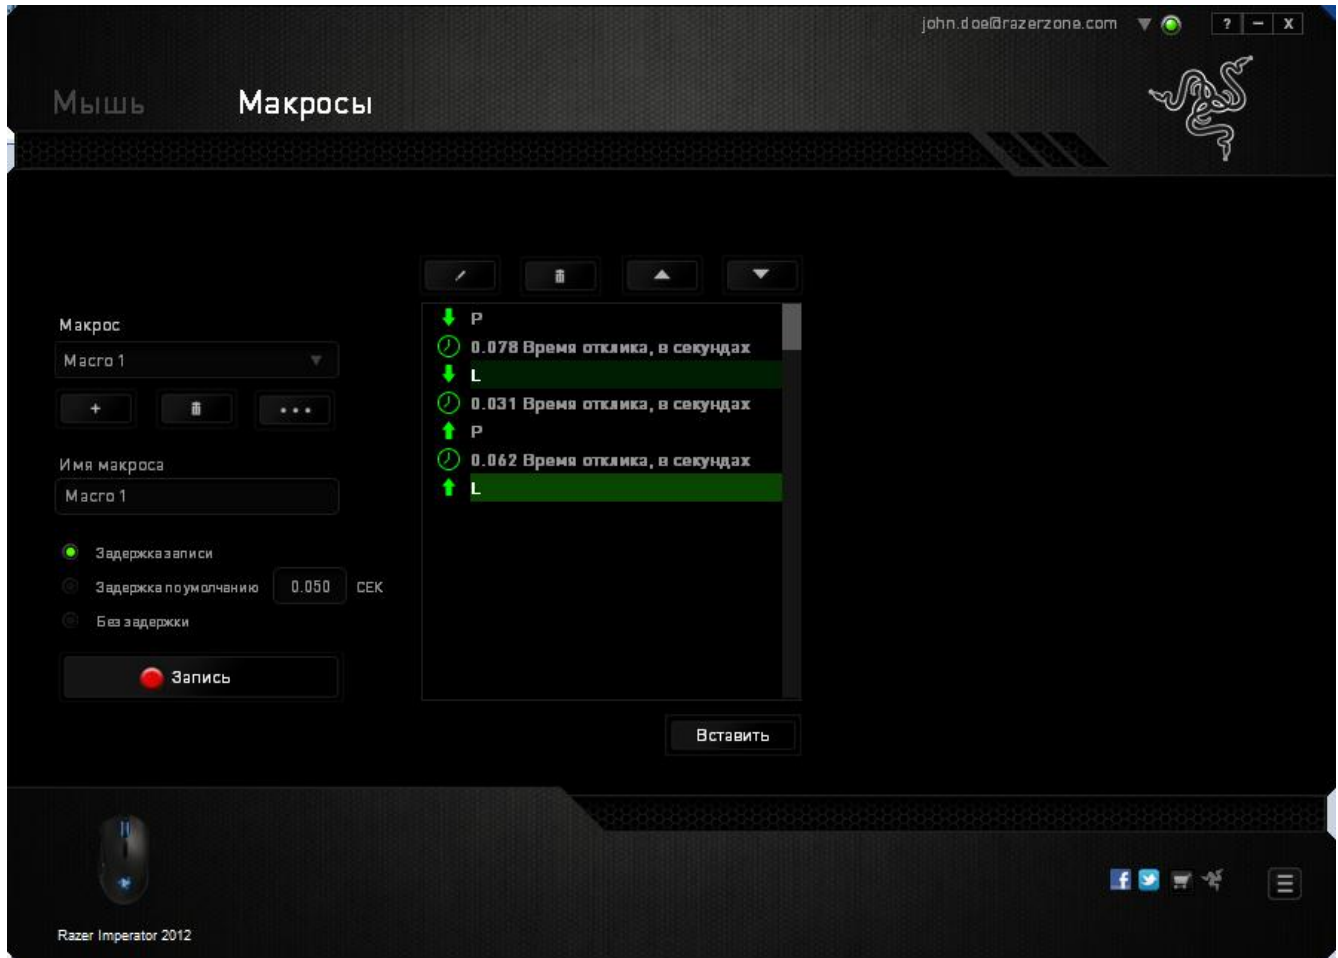 john.doe@razerzone.com
? – X
Мышь Макросы
Макрос
Macro 1
+
Имя макроса
Macro 1
Задержка записи
Задержка по умолчанию 0.050 СЕК
Без задержки
Запись
P
0.078 Время отклика, в секундах
L
0.031 Время отклика, в секундах
P
0.062 Время отклика, в секундах
L
Вставить
Razer Imperator 2012